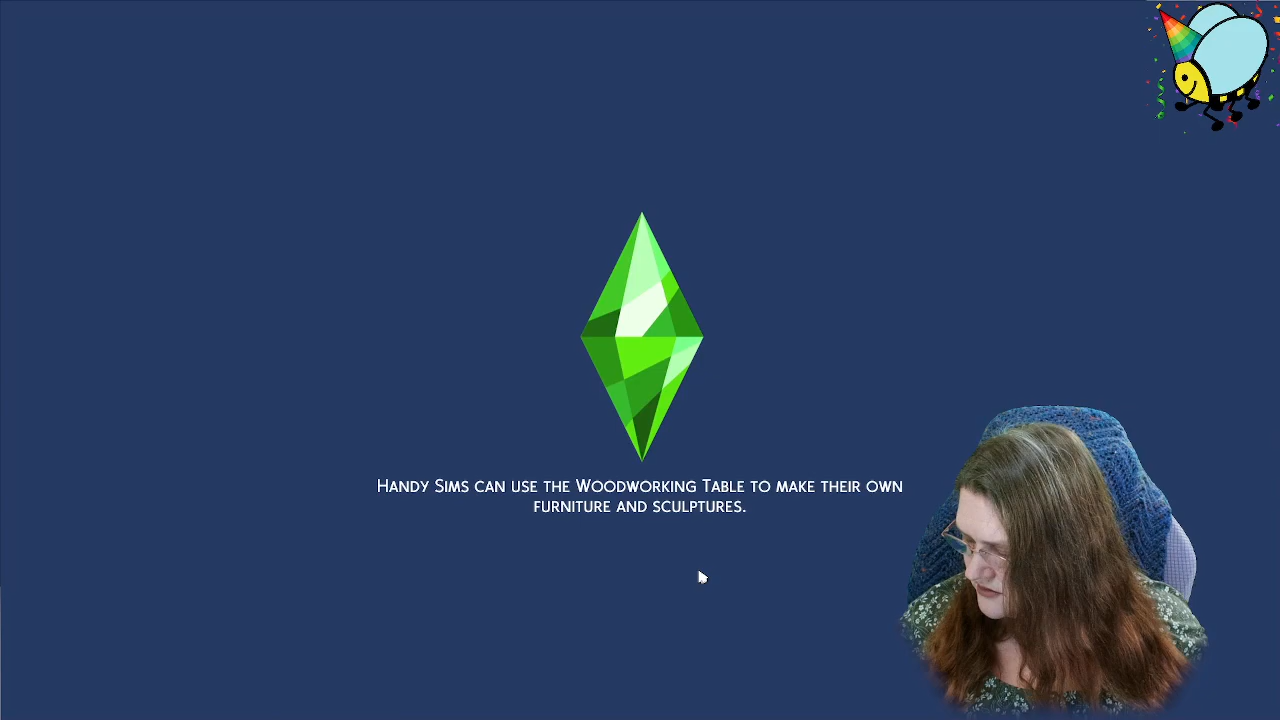 Handy Sims can use the Woodworking Table to make their own
furniture and sculptures.